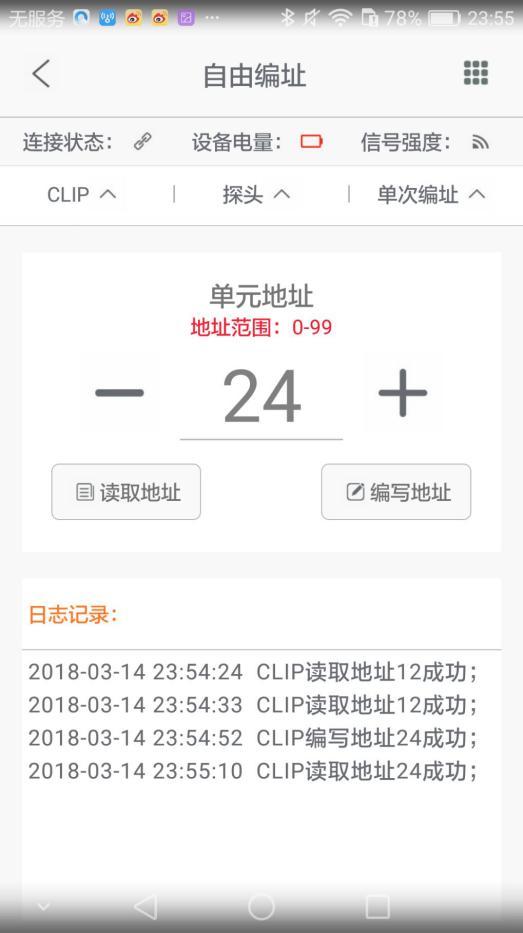 无服务 ··· 78% 23:55
自由编址
连接状态： 设备电量： 信号强度：
CLIP | 探头 | 单次编址
单元地址
地址范围：0-99
24
读取地址 编写地址
日志记录：
2018-03-14 23:54:24 CLIP读取地址12成功；
2018-03-14 23:54:33 CLIP读取地址12成功；
2018-03-14 23:54:52 CLIP编写地址24成功；
2018-03-14 23:55:10 CLIP读取地址24成功；